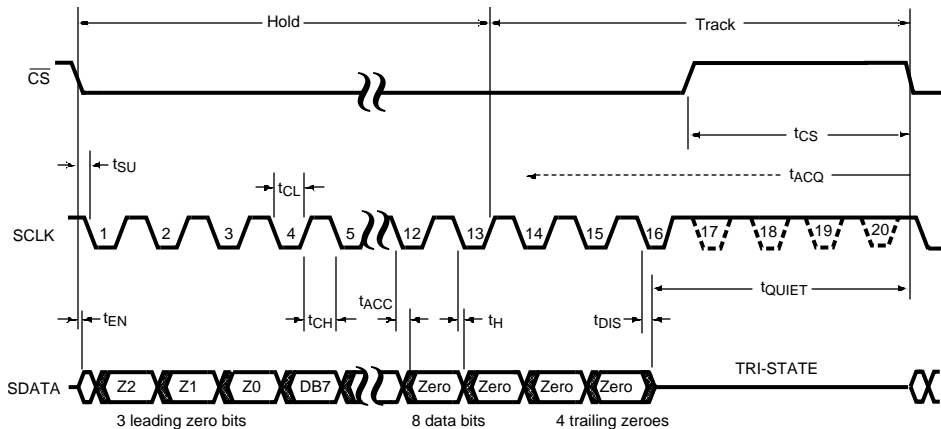 Hold
Track
CS
tCS
tSU
tCL
tACQ
SCLK
1 2 3 4 5 12 13 14 15 16 17 18 19 20
tACC
tQUIET
tEN
tCH
tH
tDIS
TRI-STATE
SDATA
Z2 Z1 Z0 DB7 Zero Zero Zero Zero
3 leading zero bits
8 data bits
4 trailing zeroes